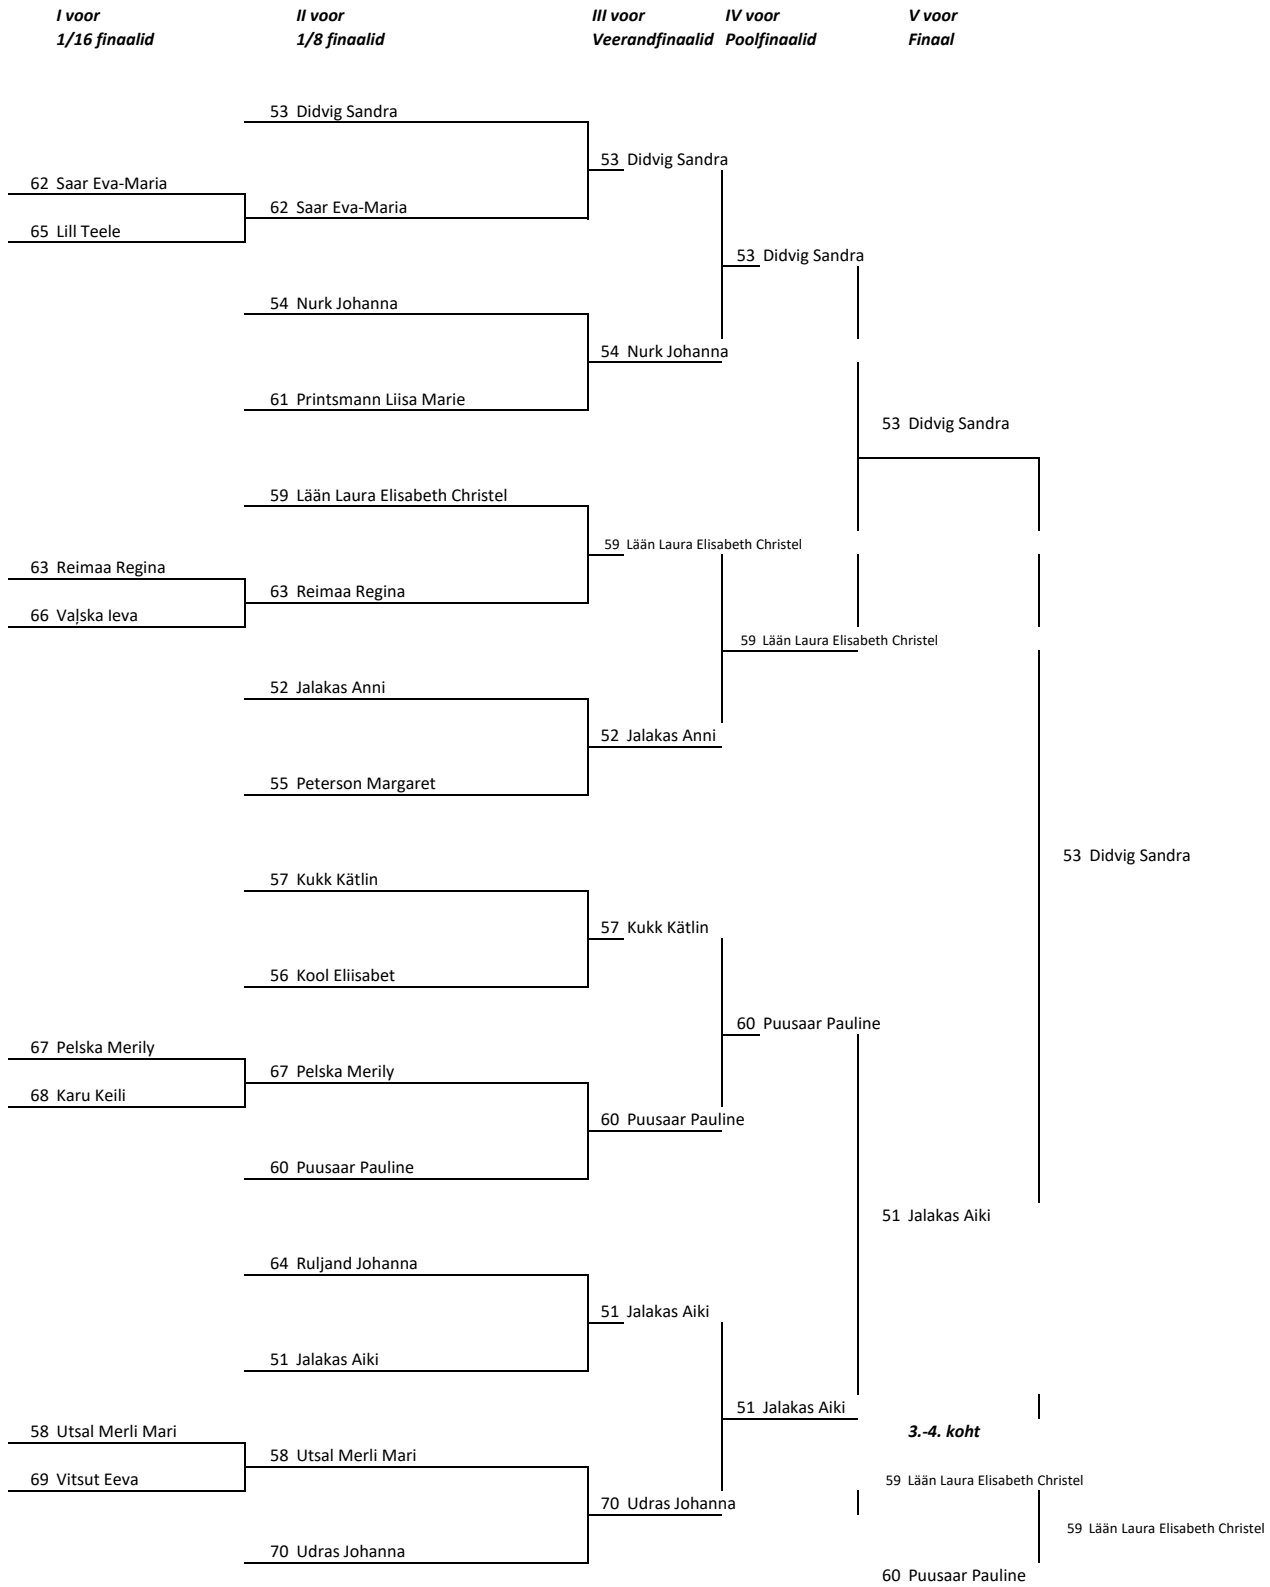 I voor II voor III voor IV voor V voor
1/16 finaalid 1/8 finaalid Veerandfinaalid Poolfinaalid Finaal
53 Didvig Sandra
53 Didvig Sandra
62 Saar Eva-Maria
62 Saar Eva-Maria
65 Lill Teele
53 Didvig Sandra
54 Nurk Johanna
54 Nurk Johanna
61 Printsmann Liisa Marie
53 Didvig Sandra
59 Lään Laura Elisabeth Christel
59 Lään Laura Elisabeth Christel
63 Reimaa Regina
63 Reimaa Regina
66 Vaļska Ieva
59 Lään Laura Elisabeth Christel
52 Jalakas Anni
52 Jalakas Anni
55 Peterson Margaret
53 Didvig Sandra
57 Kukk Kätlin
57 Kukk Kätlin
56 Kool Eliisabet
60 Puusaar Pauline
67 Pelska Merily
67 Pelska Merily
68 Karu Keili
60 Puusaar Pauline
60 Puusaar Pauline
51 Jalakas Aiki
64 Ruljand Johanna
51 Jalakas Aiki
51 Jalakas Aiki
51 Jalakas Aiki
58 Utsal Merli Mari 3.-4. koht
58 Utsal Merli Mari
69 Vitsut Eeva 59 Lään Laura Elisabeth Christel
70 Udras Johanna
59 Lään Laura Elisabeth Christel
70 Udras Johanna
60 Puusaar Pauline